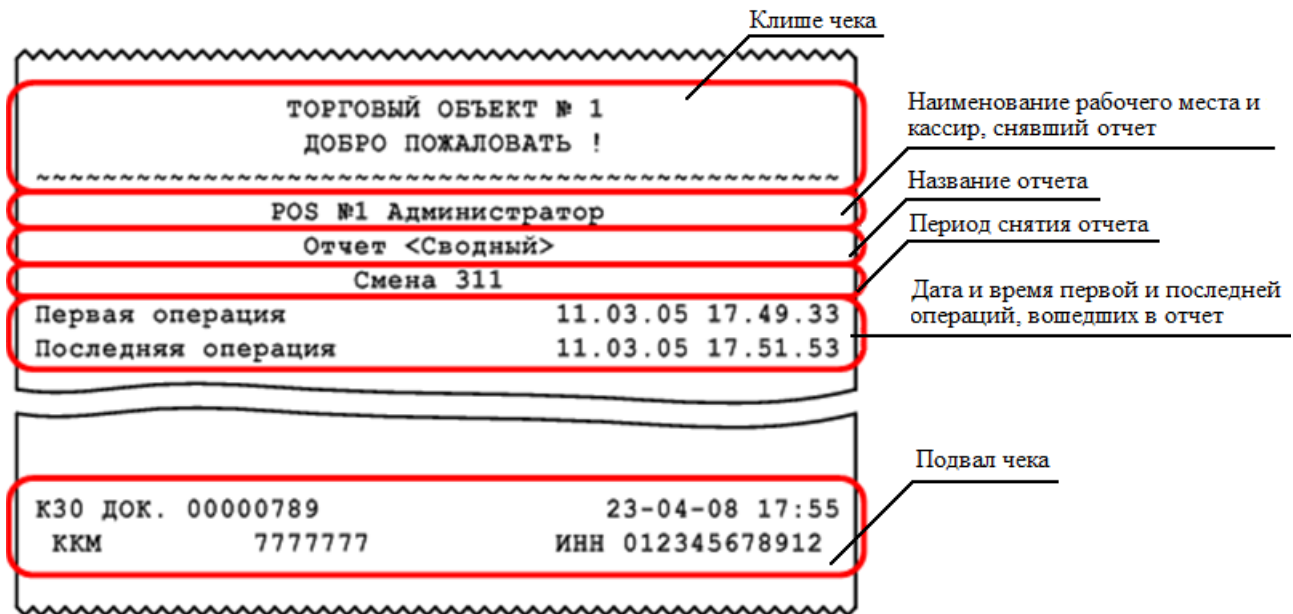 Клише чека
ТОРГОВЫЙ ОБЪЕКТ № 1
ДОБРО ПОЖАЛОВАТЬ !
~~~~~~~~~~~~~~~~~~~~~~~~~~~~~~~~~~~~~~~~~~~~~~~~
Наименование рабочего места и
кассир, снявший отчет
POS №1 Администратор
Название отчета
Отчет <Сводный>
Период снятия отчета
Смена 311
Дата и время первой и последней
операций, вошедших в отчет
Первая операция 11.03.05 17.49.33
Последняя операция 11.03.05 17.51.53
Подвал чека
К30 ДОК. 00000789 23-04-08 17:55
ККМ 7777777 ИНН 012345678912